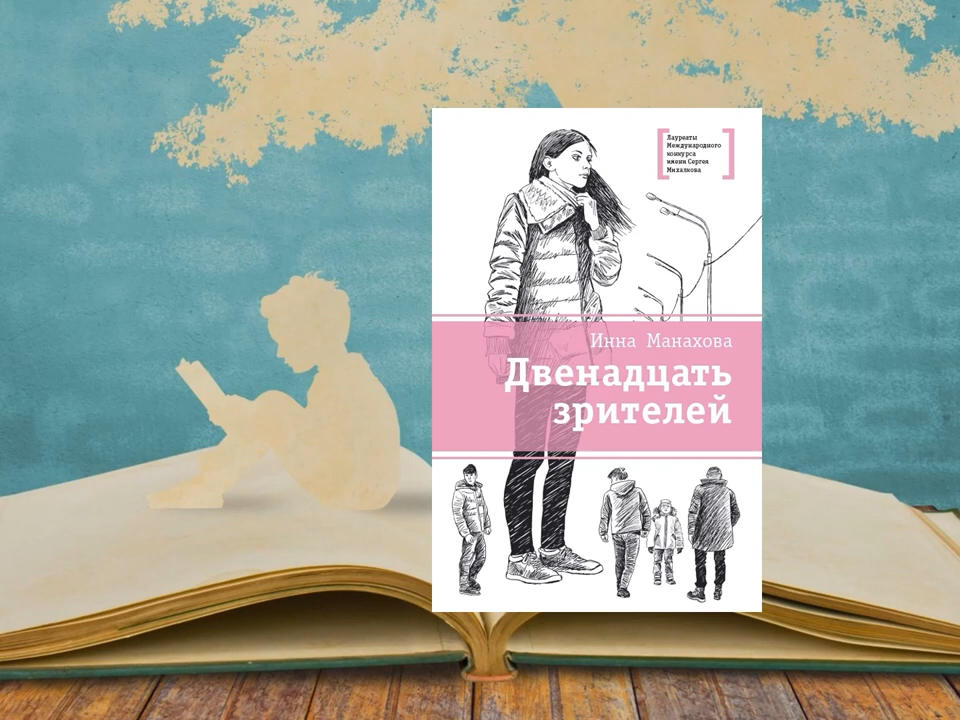 Лауреаты
Международного
конкурса
имени Сергея
Михалкова
Инна Манахова
Двенадцать
зрителей